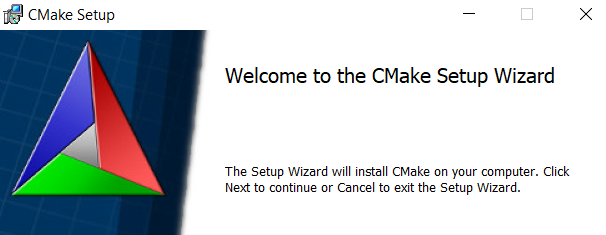 CMake Setup
Welcome to the CMake Setup Wizard
The Setup Wizard will install CMake on your computer. Click
Next to continue or Cancel to exit the Setup Wizard.